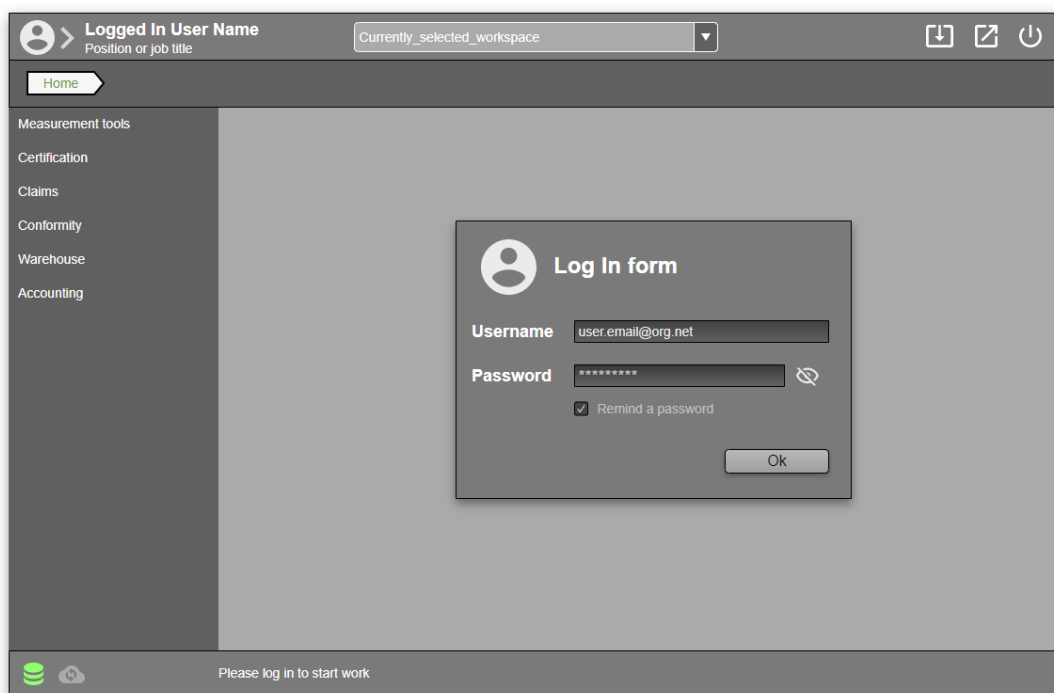 Logged In User Name
Position or job title
Currently_selected_workspace
Home
Measurement tools
Certification
Claims
Conformity
Warehouse
Accounting
Log In form
Username
user.email@org.net
Password
*********
Remind a password
Ok
Please log in to start work